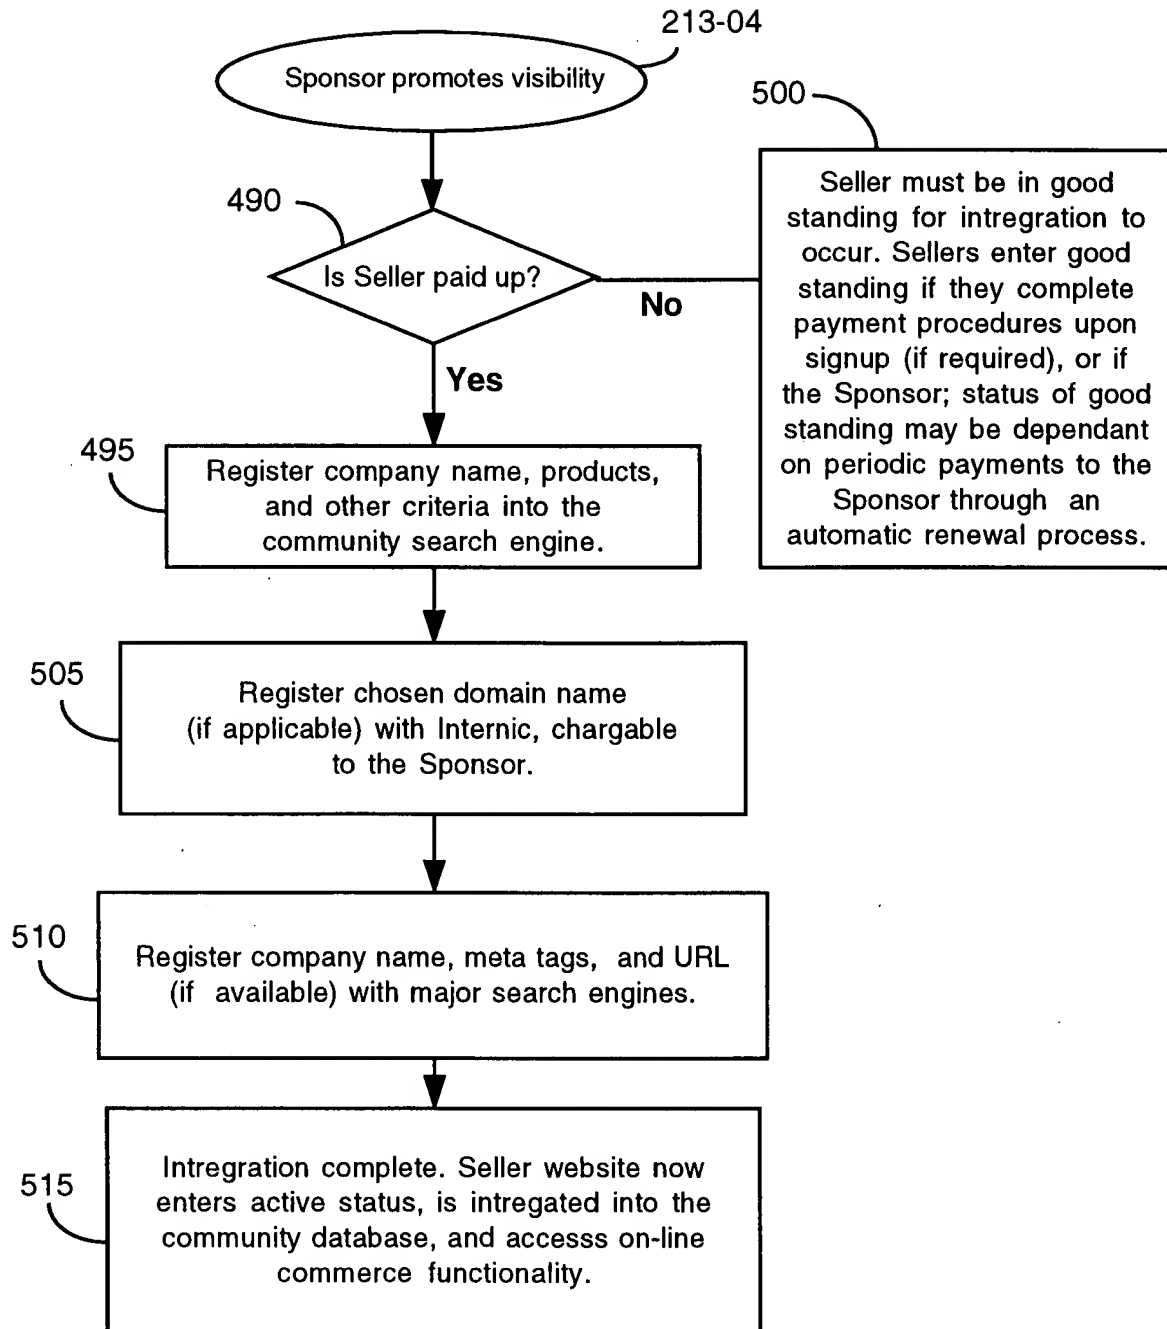 213-04
Sponsor promotes visibility
500
490
Is Seller paid up?
No
Yes
Seller must be in good
standing for intregration to
occur. Sellers enter good
standing if they complete
payment procedures upon
signup (if required), or if
the Sponsor; status of good
standing may be dependant
on periodic payments to the
Sponsor through an
automatic renewal process.
495
Register company name, products,
and other criteria into the
community search engine.
505
Register chosen domain name
(if applicable) with Internic, chargable
to the Sponsor.
510
Register company name, meta tags, and URL
(if available) with major search engines.
515
Intregration complete. Seller website now
enters active status, is intregated into the
community database, and accesss on-line
commerce functionality.